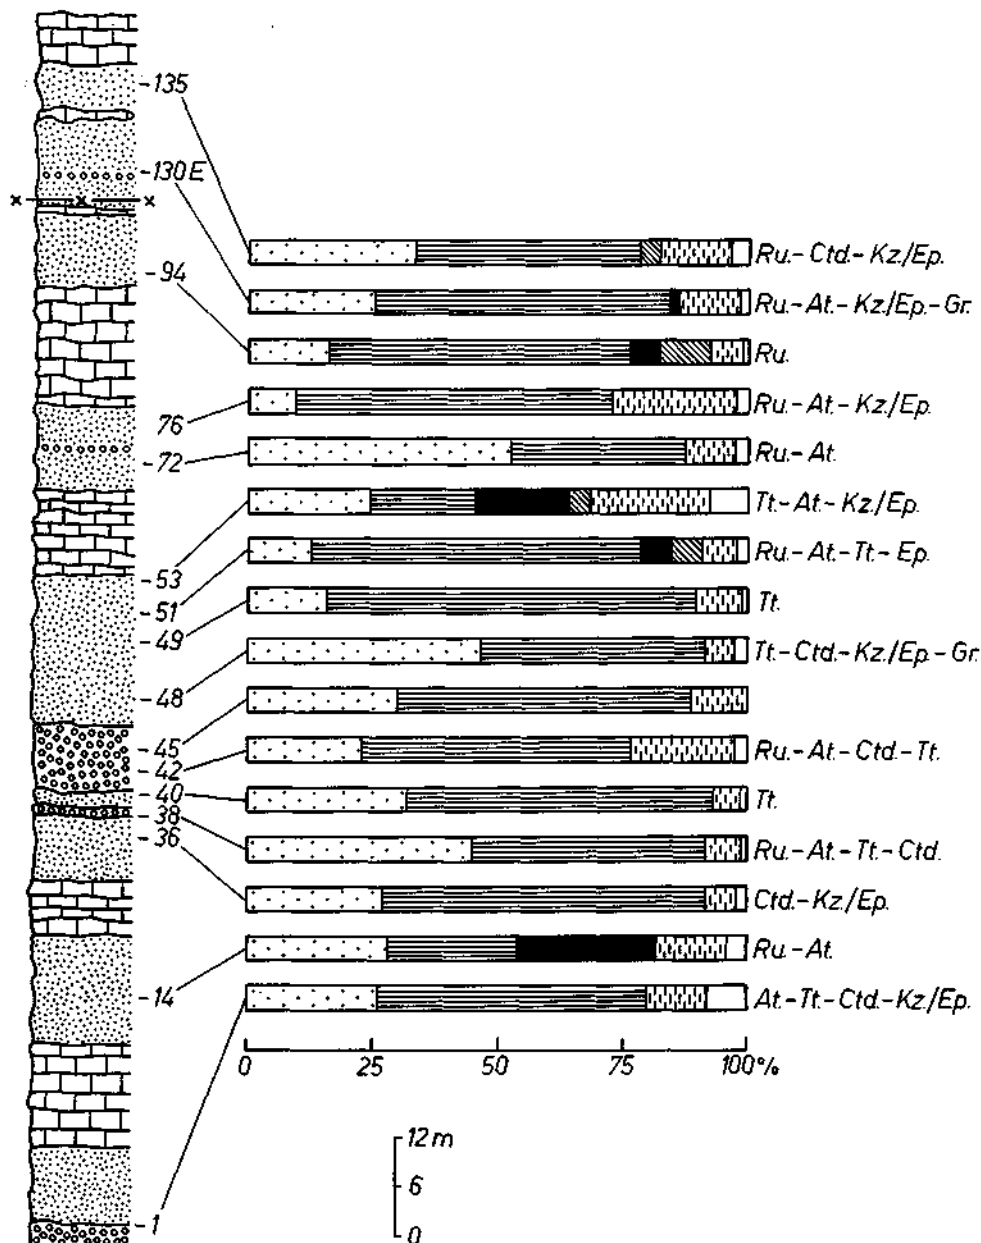 -135
-130 E
x x x
-94
Ru.-Ctd.-Kz./Ep.
Ru.-At.-Kz/Ep.-Gr.
Ru.
76
Ru.-At.-Kz/Ep.
-72
Ru.-At.
Tt.-At.-Kz./Ep.
-53
Ru.-At.-Tt.-Ep.
-51
-49
Tt.
Tt.-Ctd.-Kz/Ep.-Gr.
-48
-45
Ru.-At.-Ctd.-Tt.
-42
-40
Tt.
-38
-36
Ru.-At.-Tt.-Ctd.
Ctd.-Kz./Ep.
Ru.-At.
-14
At.-Tt.-Ctd.-Kz/Ep.
0 25 50 75 100%
12 m
6
0
-1